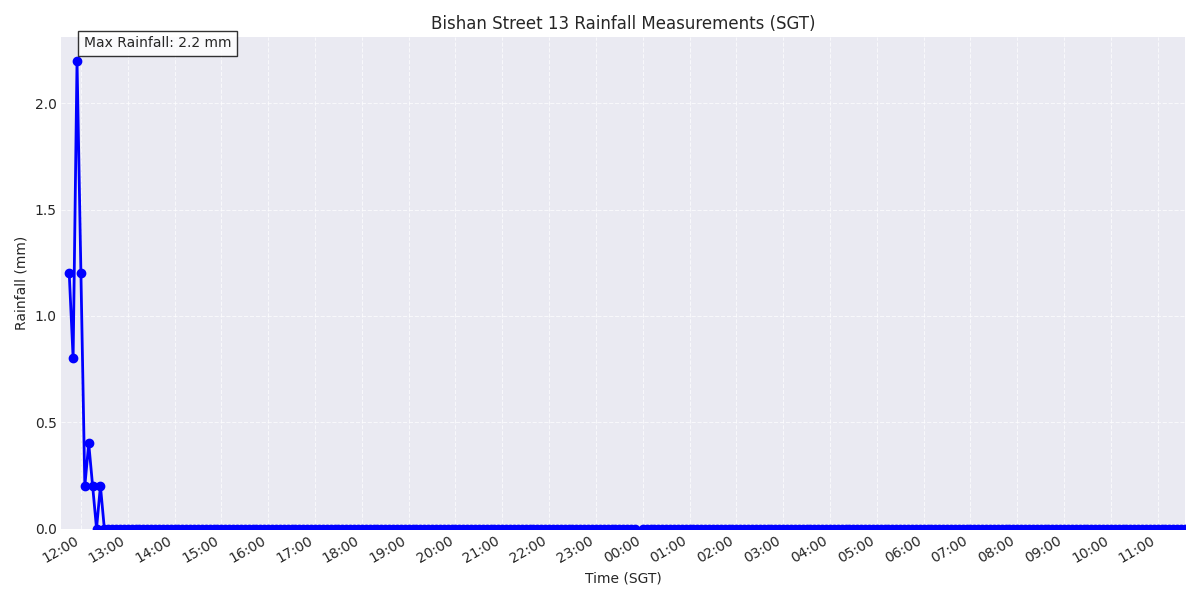 Bishan Street 13 Rainfall Measurements (SGT)
Max Rainfall: 2.2 mm
2.0
1.5
1.0
0.5
0.0
Rainfall (mm)
12:00 13:00 14:00 15:00 16:00 17:00 18:00 19:00 20:00 21:00 22:00 23:00 00:00 01:00 02:00 03:00 04:00 05:00 06:00 07:00 08:00 09:00 10:00 11:00
Time (SGT)